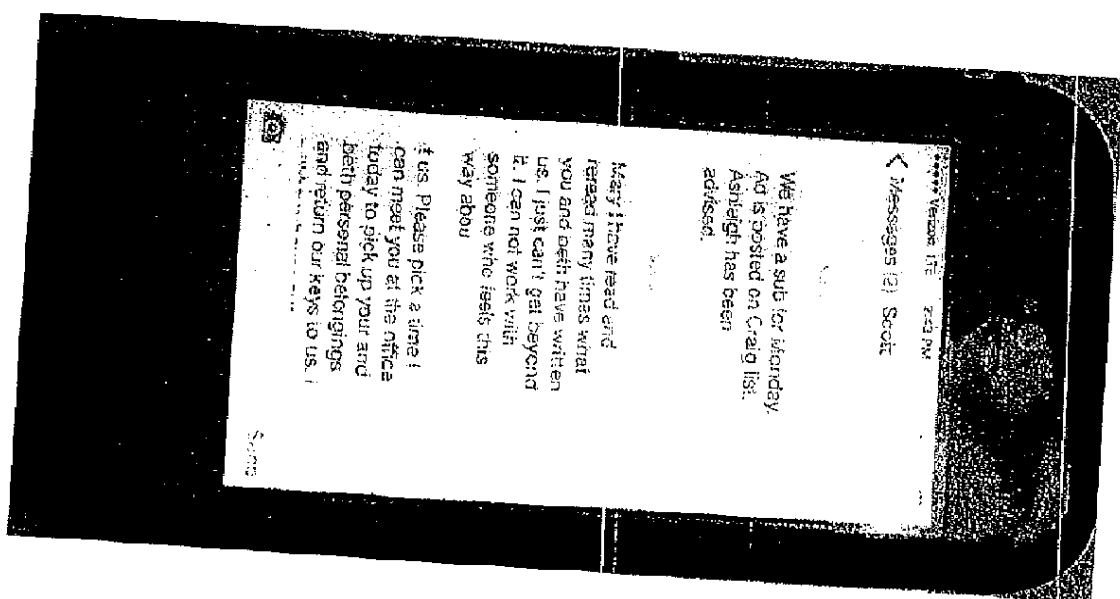 Verizon LTE PM
Messages (2) Scott
We have a sub for Monday.
Ad is posted on Craig list.
Ashleigh has been
advised.
Mary I have read and
reread many times what
you and beth have written
us. I just can't get beyond
it. I can not work with
someone who feels this
way abou
f us. Please pick a time I
can meet you at the office
today to pick up your and
beth personal belongings
and return our keys to us. I
Send